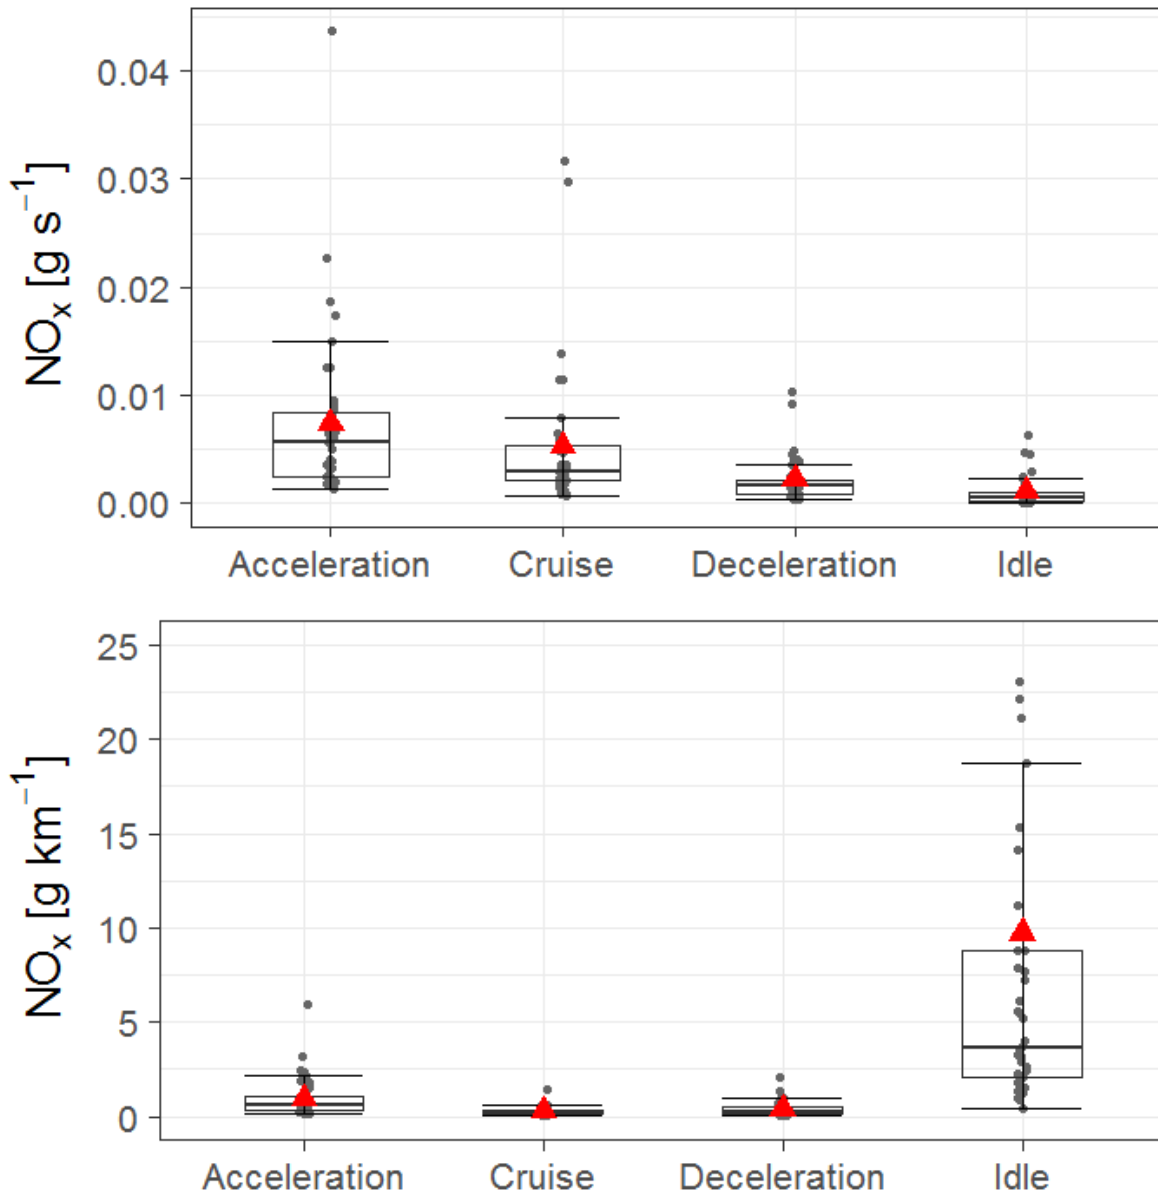 NOₓ [g s⁻¹]
0.04
0.03
0.02
0.01
0.00
Acceleration Cruise Deceleration Idle
NOₓ [g km⁻¹]
25
20
15
10
5
0
Acceleration Cruise Deceleration Idle